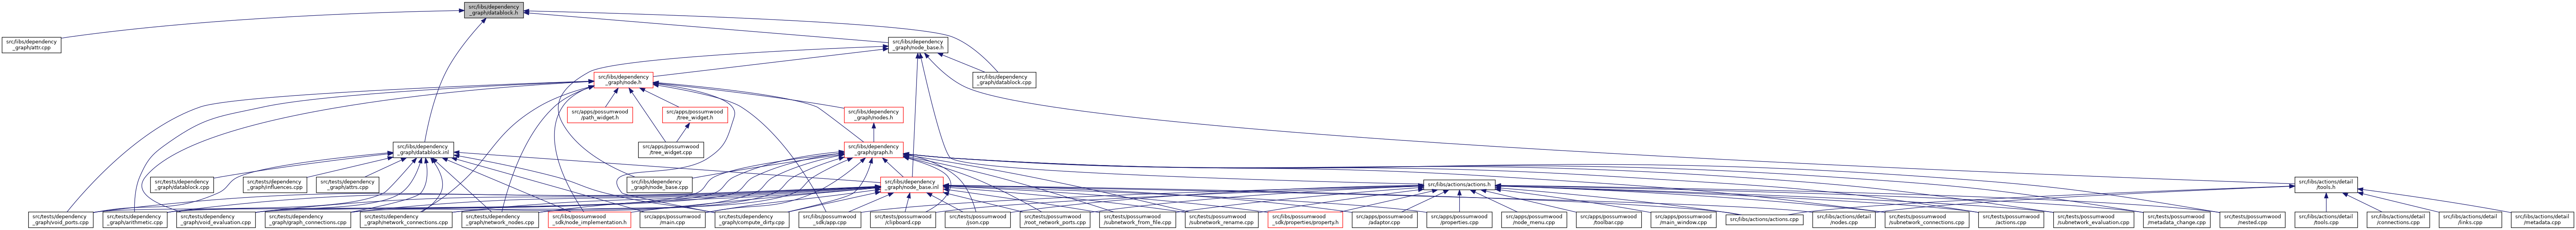 src/libs/dependency
_graph/datablock.h
src/libs/dependency
_graph/attr.cpp
src/libs/dependency
_graph/node_base.h
src/libs/dependency
_graph/node.h
src/libs/dependency
_graph/datablock.cpp
src/apps/possumwood
/path_widget.h
src/apps/possumwood
/tree_widget.h
src/libs/dependency
_graph/nodes.h
src/libs/dependency
_graph/datablock.inl
src/apps/possumwood
/tree_widget.cpp
src/libs/dependency
_graph/graph.h
src/tests/dependency
_graph/datablock.cpp
src/tests/dependency
_graph/influences.cpp
src/tests/dependency
_graph/attrs.cpp
src/libs/dependency
_graph/node_base.cpp
src/libs/dependency
_graph/node_base.inl
src/libs/actions/actions.h
src/libs/actions/detail
/tools.h
src/tests/dependency
_graph/void_ports.cpp
src/tests/dependency
_graph/arithmetic.cpp
src/tests/dependency
_graph/void_evaluation.cpp
src/tests/dependency
_graph/graph_connections.cpp
src/tests/dependency
_graph/network_connections.cpp
src/tests/dependency
_graph/network_nodes.cpp
src/libs/possumwood
_sdk/node_implementation.h
src/apps/possumwood
/main.cpp
src/tests/dependency
_graph/compute_dirty.cpp
src/libs/possumwood
_sdk/app.cpp
src/tests/possumwood
/clipboard.cpp
src/tests/possumwood
/json.cpp
src/tests/possumwood
/root_network_ports.cpp
src/tests/possumwood
/subnetwork_from_file.cpp
src/tests/possumwood
/subnetwork_rename.cpp
src/libs/possumwood
_sdk/properties/property.h
src/apps/possumwood
/adaptor.cpp
src/apps/possumwood
/properties.cpp
src/apps/possumwood
/node_menu.cpp
src/apps/possumwood
/toolbar.cpp
src/apps/possumwood
/main_window.cpp
src/libs/actions/actions.cpp
src/libs/actions/detail
/nodes.cpp
src/tests/possumwood
/subnetwork_connections.cpp
src/tests/possumwood
/actions.cpp
src/tests/possumwood
/subnetwork_evaluation.cpp
src/tests/possumwood
/metadata_change.cpp
src/tests/possumwood
/nested.cpp
src/libs/actions/detail
/tools.cpp
src/libs/actions/detail
/connections.cpp
src/libs/actions/detail
/links.cpp
src/libs/actions/detail
/metadata.cpp